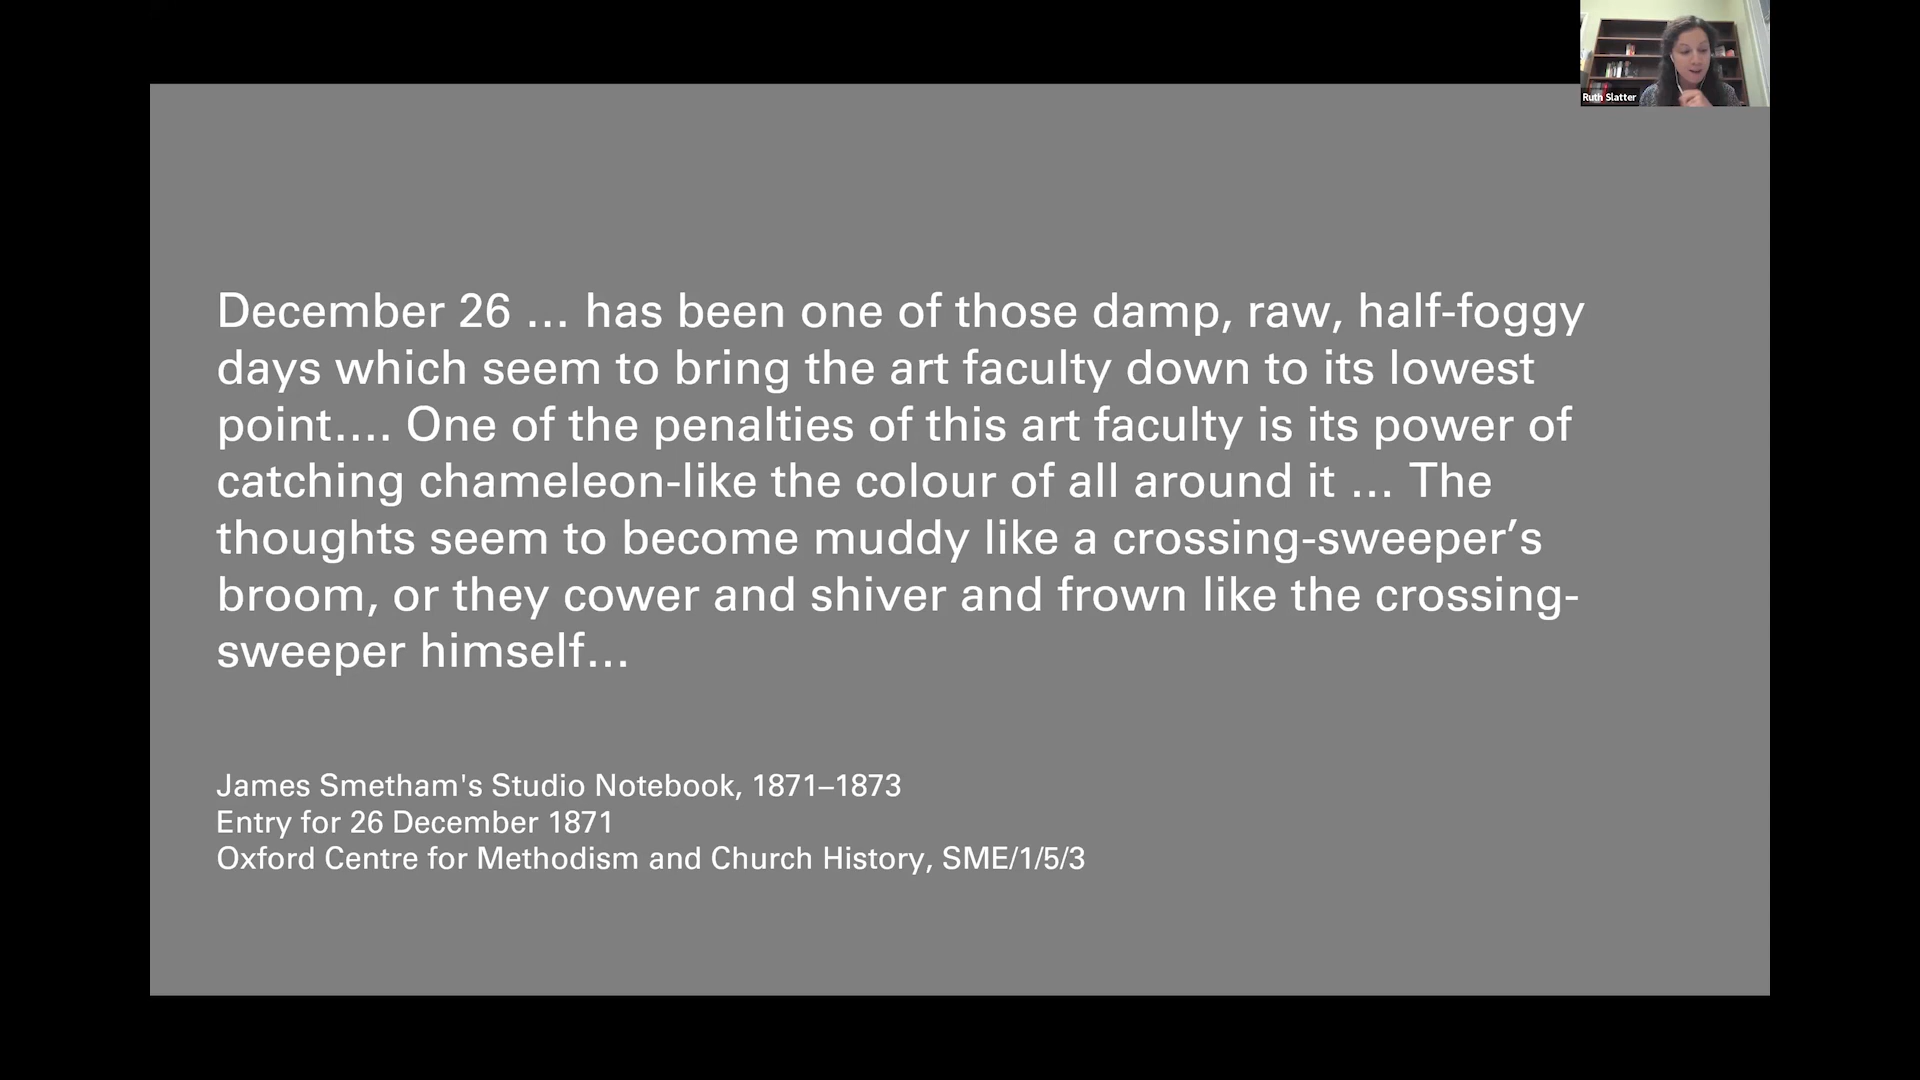 Ruth Slatter
December 26 … has been one of those damp, raw, half-foggy
days which seem to bring the art faculty down to its lowest
point…. One of the penalties of this art faculty is its power of
catching chameleon-like the colour of all around it … The
thoughts seem to become muddy like a crossing-sweeper’s
broom, or they cower and shiver and frown like the crossing-
sweeper himself…
James Smetham's Studio Notebook, 1871–1873
Entry for 26 December 1871
Oxford Centre for Methodism and Church History, SME/1/5/3